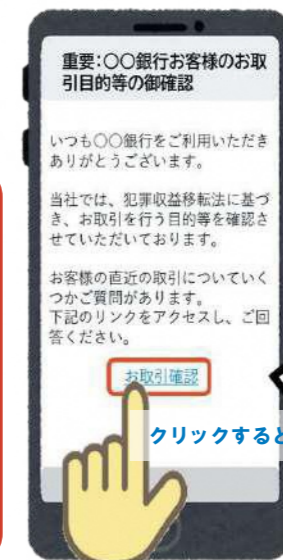 重要:〇〇銀行お客様のお取
引目的等の御確認
いつも〇〇銀行をご利用いただき
ありがとうございます。
当社では、犯罪収益移転法に基づ
き、お取引を行う目的等を確認さ
せていただいております。
お客様の直近の取引についていく
つかご質問があります。
下記のリンクをアクセスし、ご回
答ください。
お取引確認
クリックすると